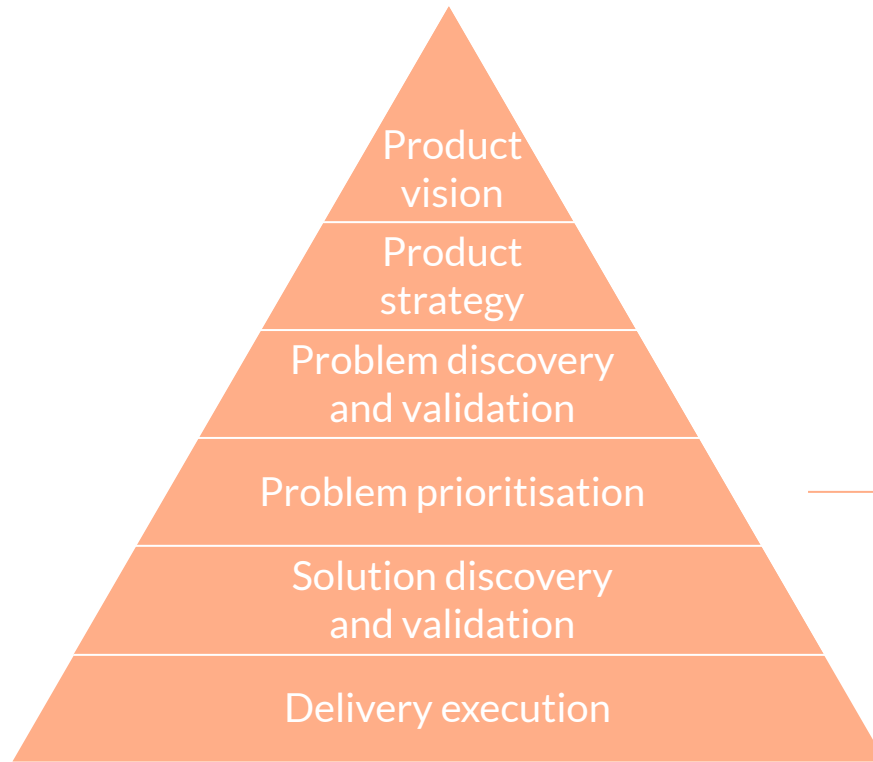 Product
vision
Product
strategy
Problem discovery
and validation
Problem prioritisation
Solution discovery
and validation
Delivery execution